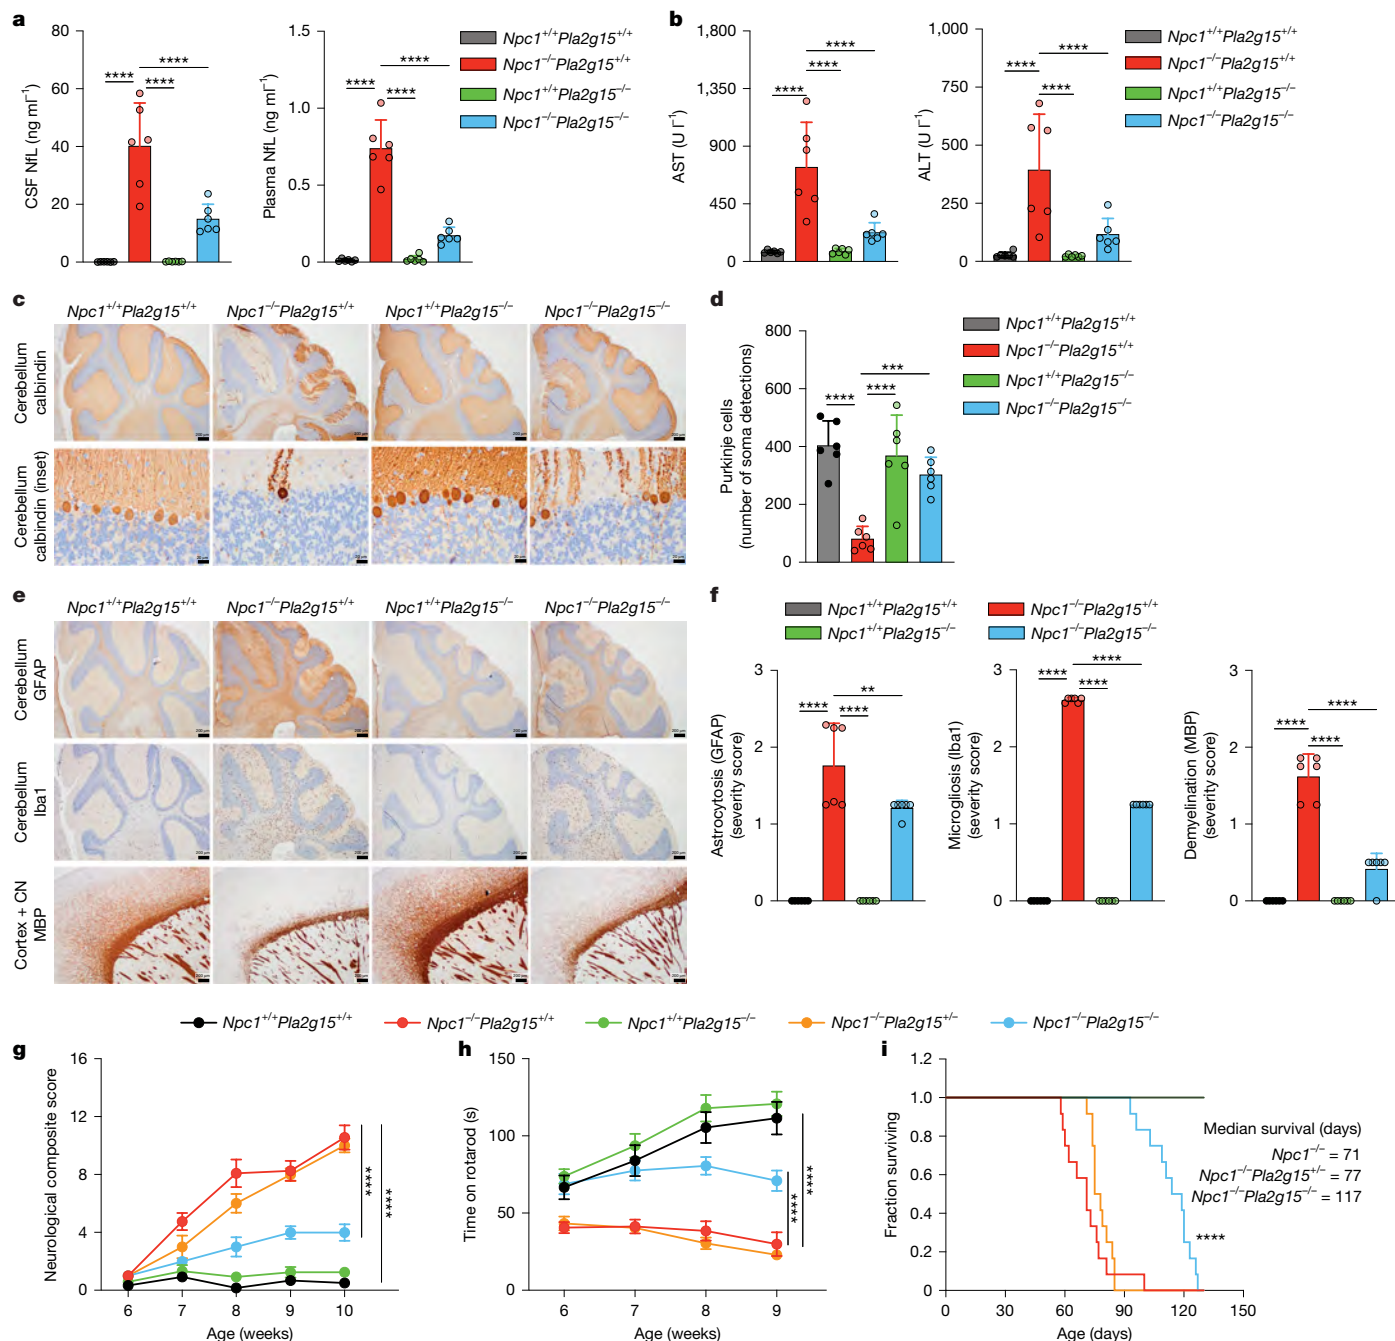 a
80
60
40
20
0
CSF NfL (ng ml⁻¹)
****
****
****
1.5
1.0
0.5
0
Plasma NfL (ng ml⁻¹)
****
****
****
Npc1⁺/⁺Pla2g15⁺/⁺
Npc1⁻/⁻Pla2g15⁺/⁺
Npc1⁺/⁺Pla2g15⁻/⁻
Npc1⁻/⁻Pla2g15⁻/⁻
b
1,800
1,350
900
450
0
AST (U l⁻¹)
****
****
****
1,000
750
500
250
0
ALT (U l⁻¹)
****
****
****
Npc1⁺/⁺Pla2g15⁺/⁺
Npc1⁻/⁻Pla2g15⁺/⁺
Npc1⁺/⁺Pla2g15⁻/⁻
Npc1⁻/⁻Pla2g15⁻/⁻
c
Npc1⁺/⁺Pla2g15⁺/⁺
Npc1⁻/⁻Pla2g15⁺/⁺
Npc1⁺/⁺Pla2g15⁻/⁻
Npc1⁻/⁻Pla2g15⁻/⁻
Cerebellum
calbindin
Cerebellum
calbindin (inset)
d
800
600
400
200
0
Purkinje cells
(number of soma detections)
***
****
****
Npc1⁺/⁺Pla2g15⁺/⁺
Npc1⁻/⁻Pla2g15⁺/⁺
Npc1⁺/⁺Pla2g15⁻/⁻
Npc1⁻/⁻Pla2g15⁻/⁻
e
Npc1⁺/⁺Pla2g15⁺/⁺
Npc1⁻/⁻Pla2g15⁺/⁺
Npc1⁺/⁺Pla2g15⁻/⁻
Npc1⁻/⁻Pla2g15⁻/⁻
Cerebellum
GFAP
Cerebellum
Iba1
Cortex + CN
MBP
f
Npc1⁺/⁺Pla2g15⁺/⁺
Npc1⁻/⁻Pla2g15⁺/⁺
Npc1⁺/⁺Pla2g15⁻/⁻
Npc1⁻/⁻Pla2g15⁻/⁻
3
2
1
0
Astrocytosis (GFAP)
(severity score)
**
****
****
3
2
1
0
Microgliosis (Iba1)
(severity score)
****
****
****
3
2
1
0
Demyelination (MBP)
(severity score)
****
****
****
Npc1⁺/⁺Pla2g15⁺/⁺
Npc1⁻/⁻Pla2g15⁺/⁺
Npc1⁺/⁺Pla2g15⁻/⁻
Npc1⁻/⁻Pla2g15⁺/⁻
Npc1⁻/⁻Pla2g15⁻/⁻
g
16
12
8
4
0
Neurological composite score
6 7 8 9 10
Age (weeks)
****
****
h
150
100
50
0
Time on rotarod (s)
6 7 8 9
Age (weeks)
****
****
i
1.2
1.0
0.8
0.6
0.4
0.2
0
Fraction surviving
0 30 60 90 120 150
Age (days)
Median survival (days)
Npc1⁻/⁻ = 71
Npc1⁻/⁻Pla2g15⁺/⁻ = 77
Npc1⁻/⁻Pla2g15⁻/⁻ = 117
****